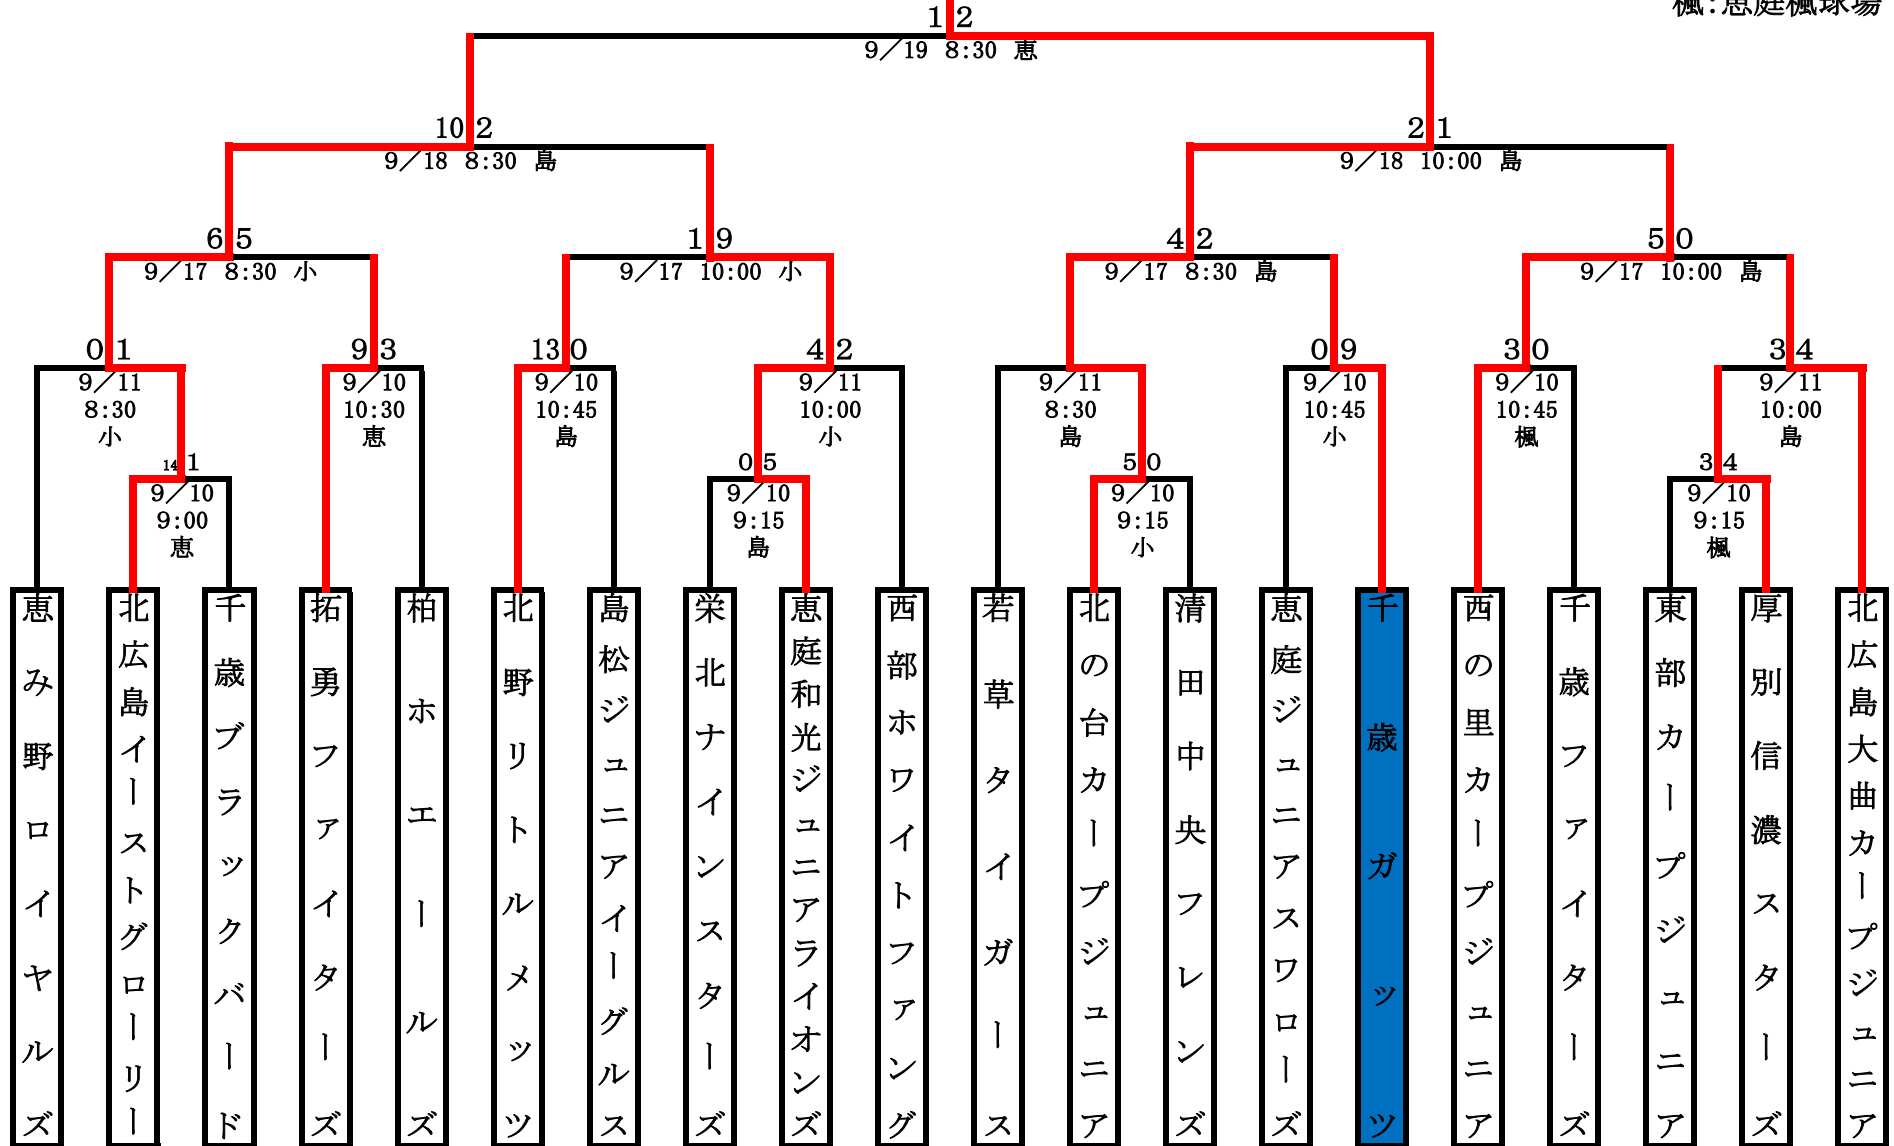 楓:恵庭楓球場
1 2
9／19 8:30 恵
10 2
9／18 8:30 島
2 1
9／18 10:00 島
6 5
9／17 8:30 小
1 9
9／17 10:00 小
4 2
9／17 8:30 島
5 0
9／17 10:00 島
0 1
9／11
8:30
小
9 3
9／10
10:30
恵
13 0
9／10
10:45
島
4 2
9／11
10:00
小
9／11
8:30
島
0 9
9／10
10:45
小
3 0
9／10
10:45
楓
3 4
9／11
10:00
島
14 1
9／10
9:00
恵
0 5
9／10
9:15
島
5 0
9／10
9:15
小
3 4
9／10
9:15
楓
恵み野ロイヤルズ
北広島イーストグローリー
千歳ブラックバード
拓勇ファイターズ
柏ホエールズ
北野リトルメッツ
島松ジュニアイーグルス
栄北ナインスターズ
恵庭和光ジュニアライオンズ
西部ホワイトファング
若草タイガース
北の台カープジュニア
清田中央フレンズ
恵庭ジュニアスワローズ
千歳ガッツ
西の里カープジュニア
千歳ファイターズ
東部カープジュニア
厚別信濃スターズ
北広島大曲カープジュニア